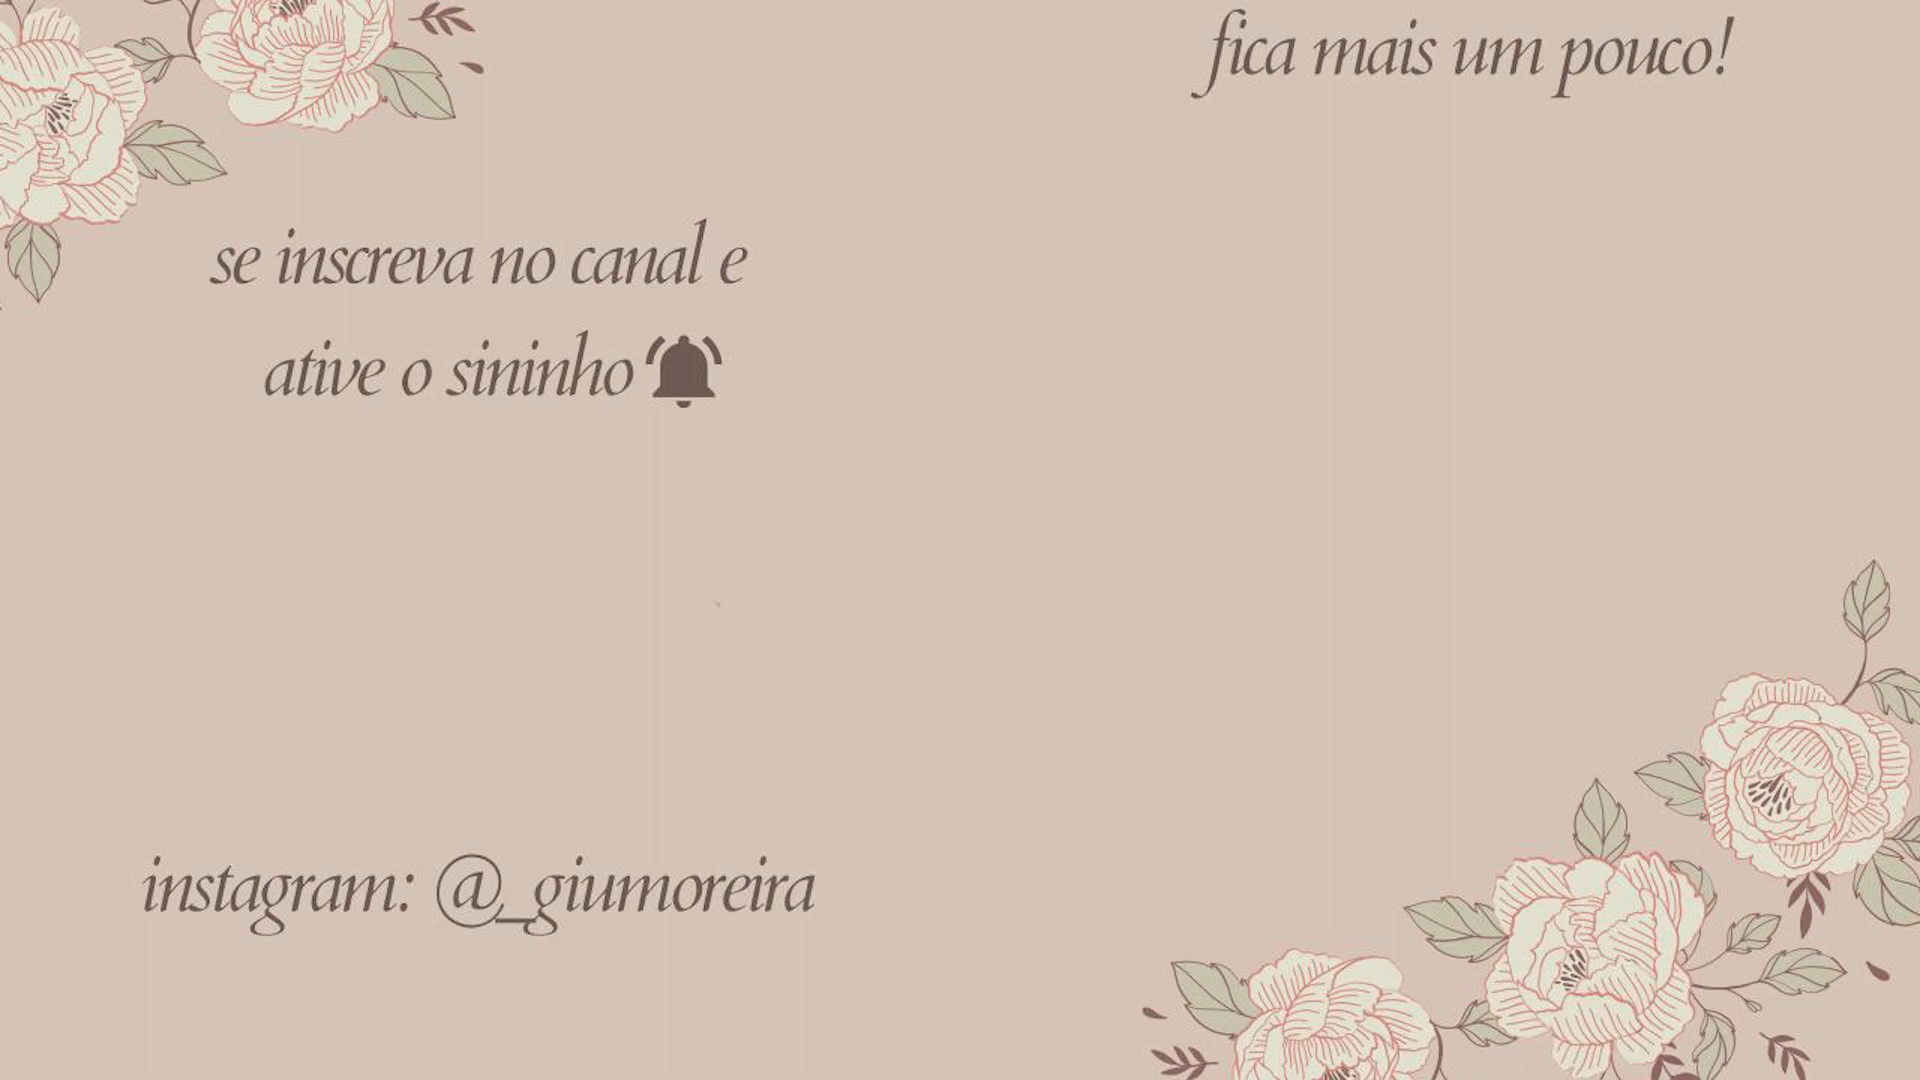 fica mais um pouco!
se inscreva no canal e
ative o sininho
instagram: @_giumoreira